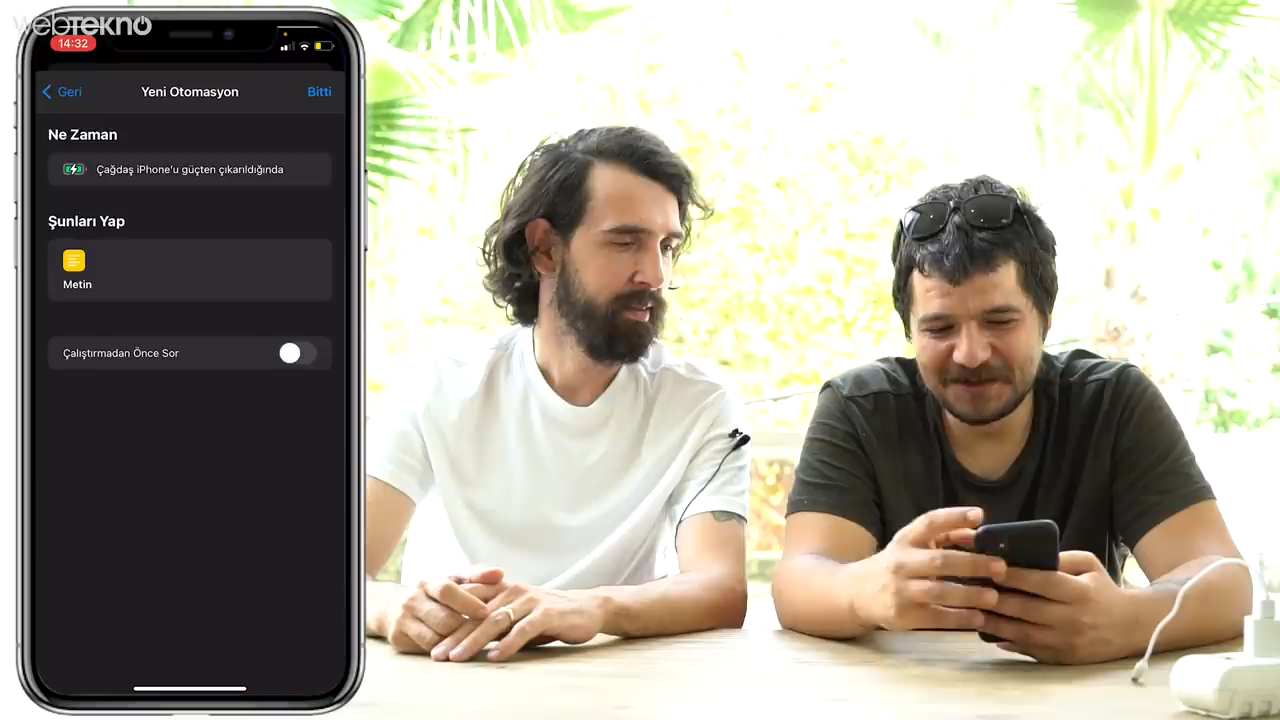 webTEKNO
14:32
Geri
Yeni Otomasyon
Bitti
Ne Zaman
Çağdaş iPhone'u güçten çıkarıldığında
Şunları Yap
Metin
Çalıştırmadan Önce Sor